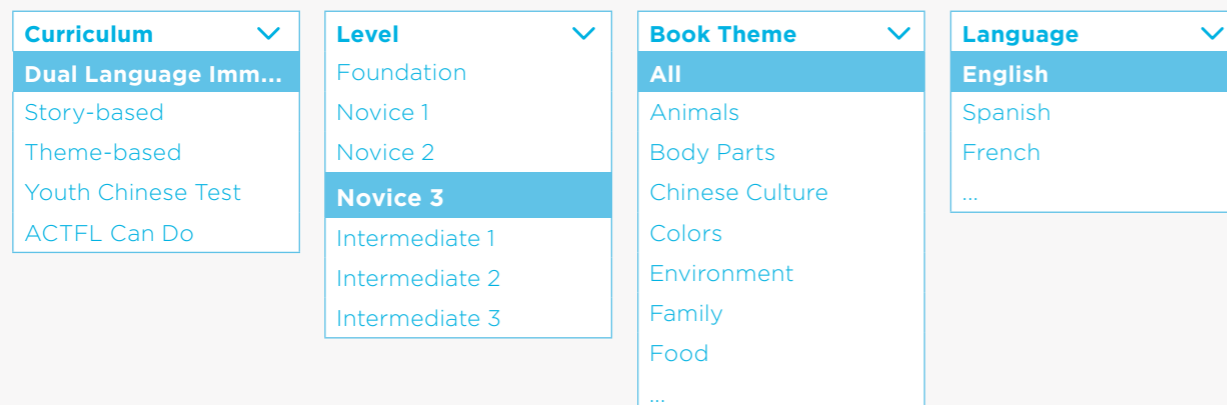 Curriculum
Dual Language Imm...
Story-based
Theme-based
Youth Chinese Test
ACTFL Can Do
Level
Foundation
Novice 1
Novice 2
Novice 3
Intermediate 1
Intermediate 2
Intermediate 3
Book Theme
All
Animals
Body Parts
Chinese Culture
Colors
Environment
Family
Food
...
Language
English
Spanish
French
...